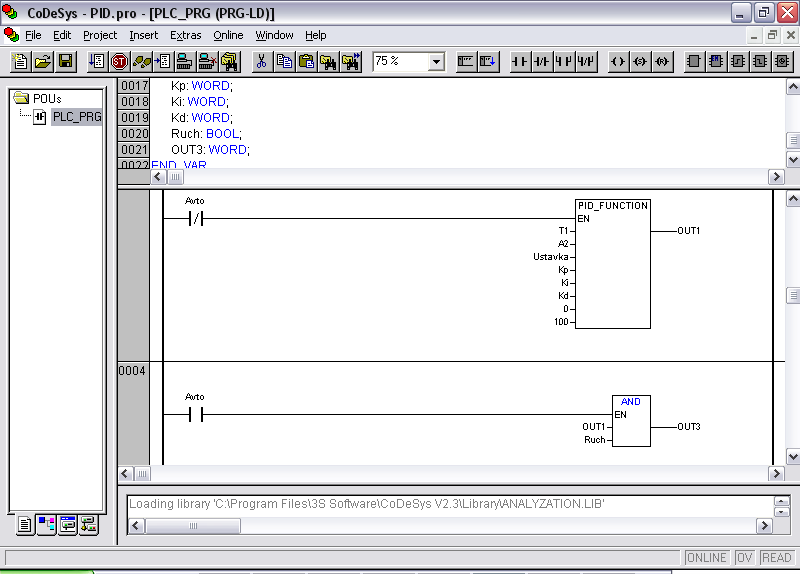 CoDeSys - PID.pro - [PLC_PRG (PRG-LD)]
File Edit Project Insert Extras Online Window Help
75 %
POUs
PLC_PRG
0017 Kp: WORD;
0018 Ki: WORD;
0019 Kd: WORD;
0020 Ruch: BOOL;
0021 OUT3: WORD;
0022 END_VAR
Avto
PID_FUNCTION
EN
T1 OUT1
A2
Ustavka
Kp
Ki
Kd
0
100
0004
Avto
AND
EN
OUT1 OUT3
Ruch
Loading library 'C:\Program Files\3S Software\CoDeSys V2.3\Library\ANALYZATION.LIB'
ONLINE OV READ